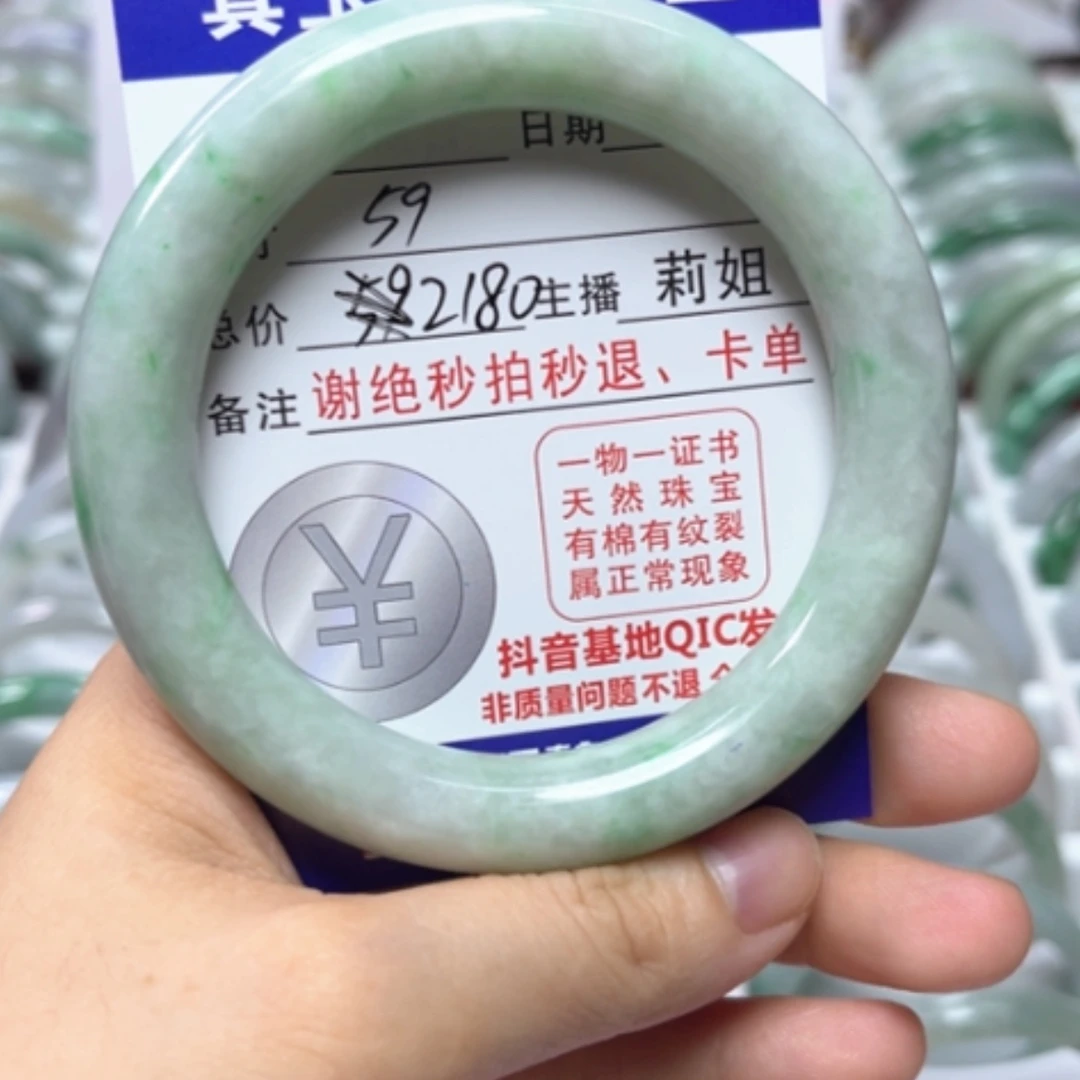 日期
59
总价 2180 主播 莉姐
备注 谢绝秒拍秒退、卡单
一物一证书
天然珠宝
有棉有纹裂
属正常现象
¥
抖音基地QIC发
非质量问题不退